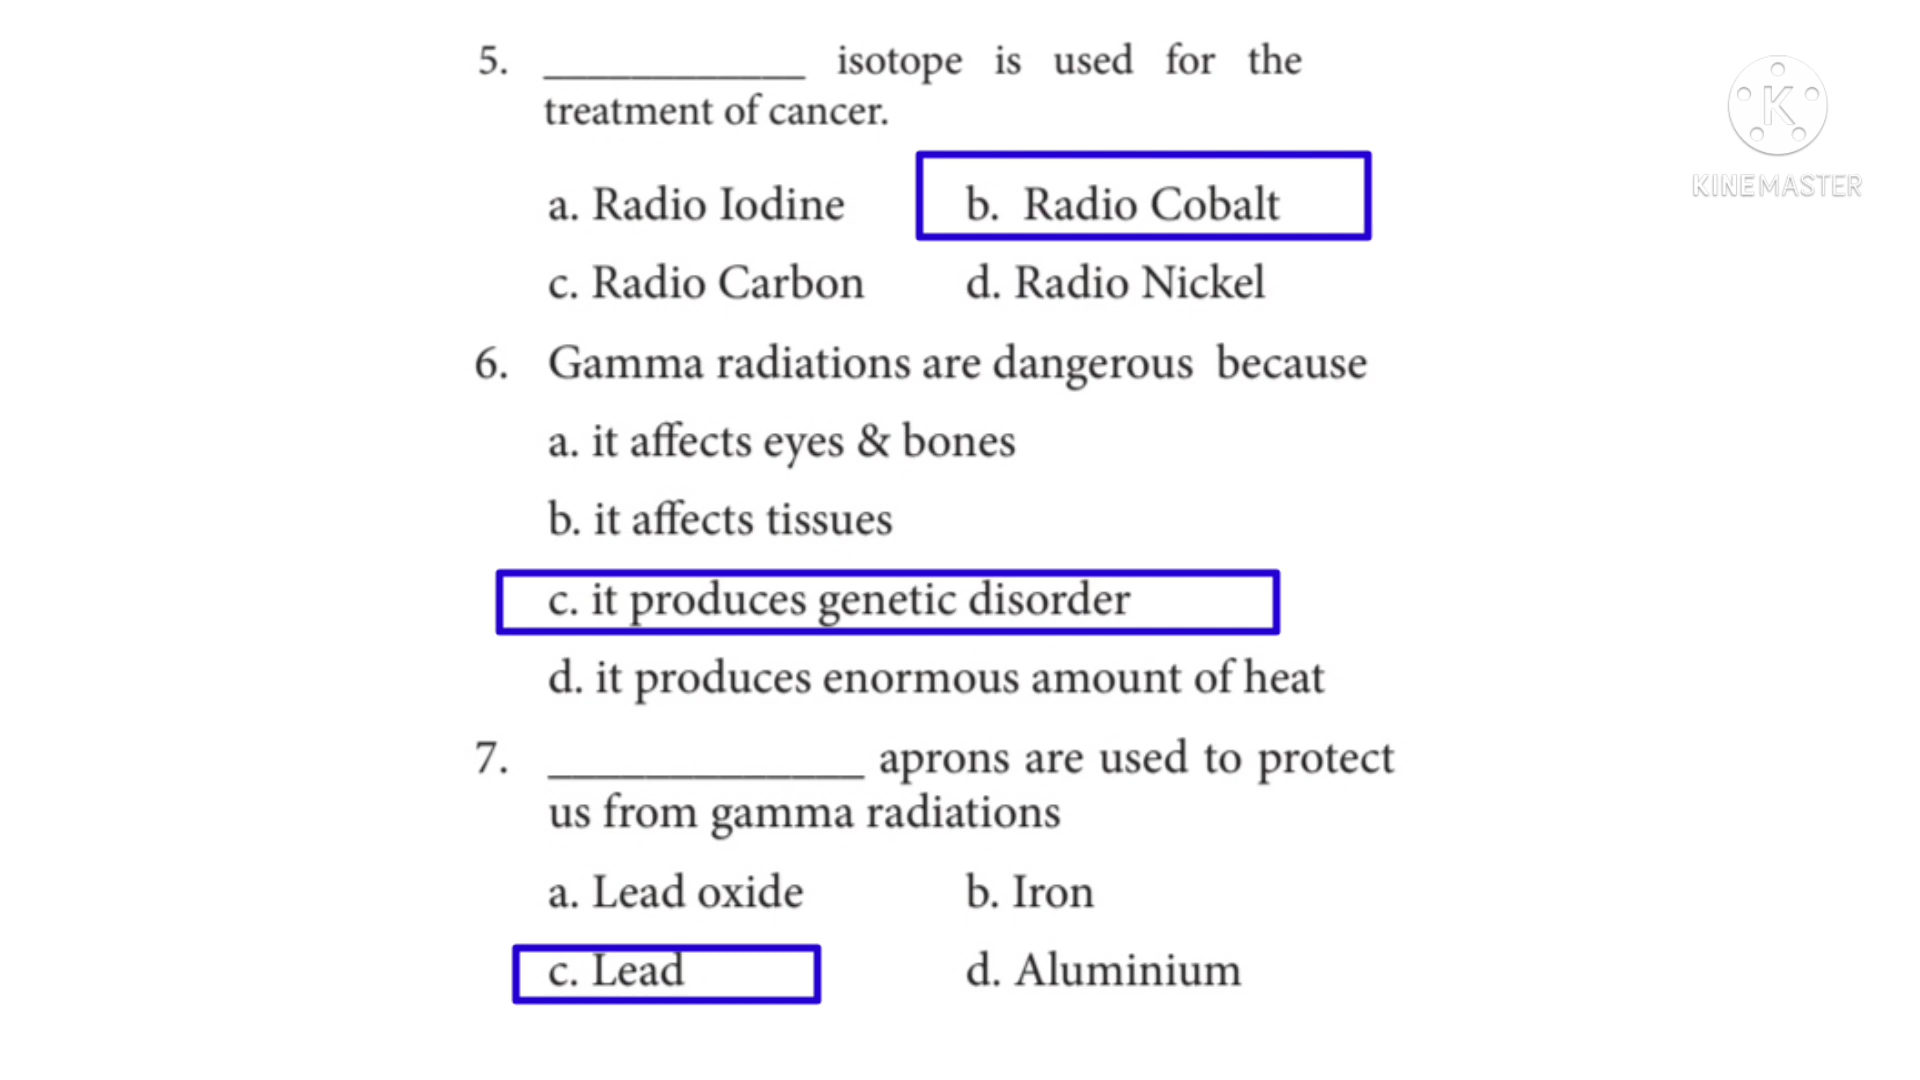 5. ____________ isotope is used for the
treatment of cancer.
a. Radio Iodine b. Radio Cobalt
c. Radio Carbon d. Radio Nickel
6. Gamma radiations are dangerous because
a. it affects eyes & bones
b. it affects tissues
c. it produces genetic disorder
d. it produces enormous amount of heat
7. ______________ aprons are used to protect
us from gamma radiations
a. Lead oxide b. Iron
c. Lead d. Aluminium
K
KINEMASTER